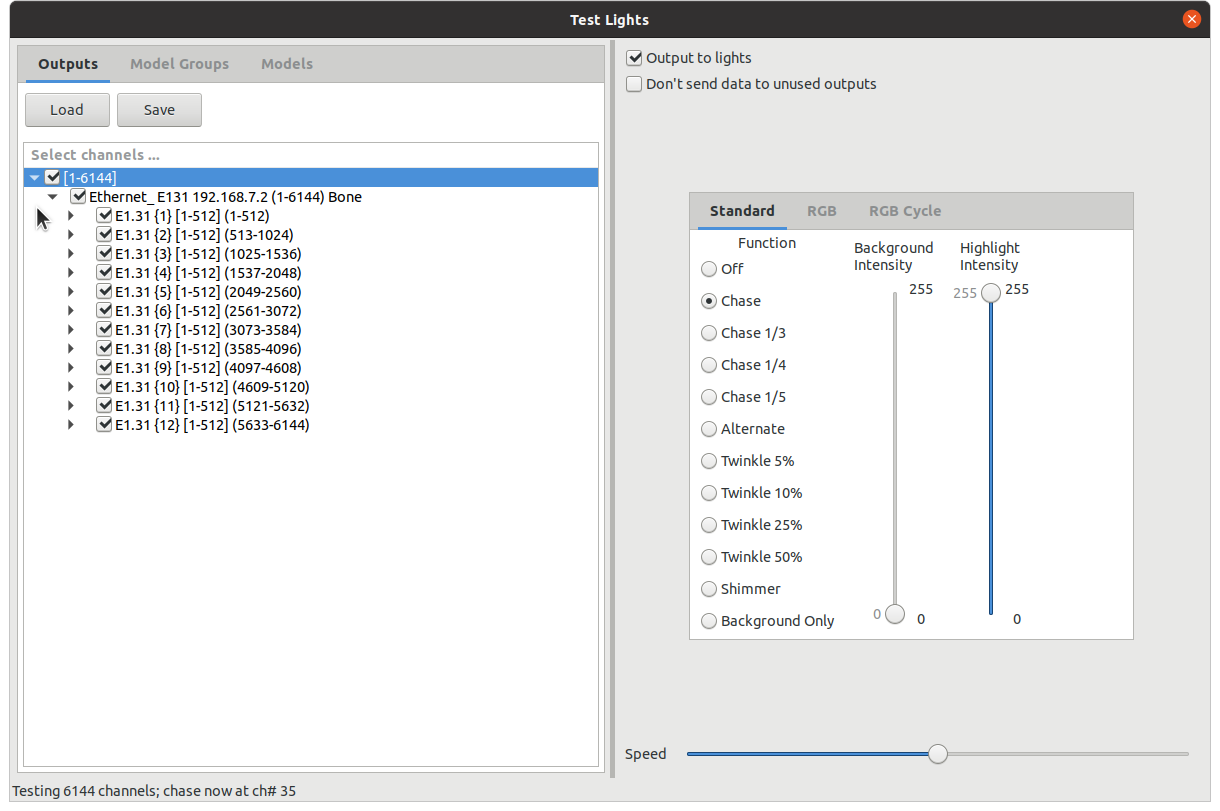 Test Lights
Outputs Model Groups Models
Load Save
Select channels ...
[1-6144]
Ethernet_ E131 192.168.7.2 (1-6144) Bone
E1.31 {1} [1-512] (1-512)
E1.31 {2} [1-512] (513-1024)
E1.31 {3} [1-512] (1025-1536)
E1.31 {4} [1-512] (1537-2048)
E1.31 {5} [1-512] (2049-2560)
E1.31 {6} [1-512] (2561-3072)
E1.31 {7} [1-512] (3073-3584)
E1.31 {8} [1-512] (3585-4096)
E1.31 {9} [1-512] (4097-4608)
E1.31 {10} [1-512] (4609-5120)
E1.31 {11} [1-512] (5121-5632)
E1.31 {12} [1-512] (5633-6144)
Output to lights
Don't send data to unused outputs
Standard RGB RGB Cycle
Function
Off
Chase
Chase 1/3
Chase 1/4
Chase 1/5
Alternate
Twinkle 5%
Twinkle 10%
Twinkle 25%
Twinkle 50%
Shimmer
Background Only
Background
Intensity
255
0 0
Highlight
Intensity
255 255
0
Speed
Testing 6144 channels; chase now at ch# 35